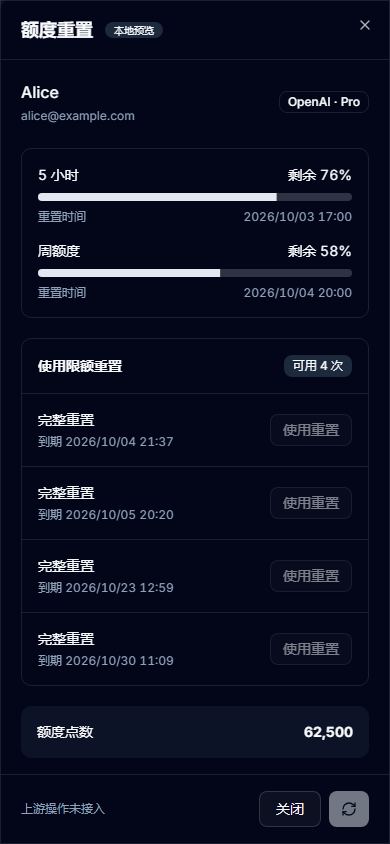 额度重置 本地预览
Alice
alice@example.com
OpenAI · Pro
5 小时 剩余 76%
重置时间 2026/10/03 17:00
周额度 剩余 58%
重置时间 2026/10/04 20:00
使用限额重置 可用 4 次
完整重置
到期 2026/10/04 21:37
使用重置
完整重置
到期 2026/10/05 20:20
使用重置
完整重置
到期 2026/10/23 12:59
使用重置
完整重置
到期 2026/10/30 11:09
使用重置
额度点数 62,500
上游操作未接入 关闭